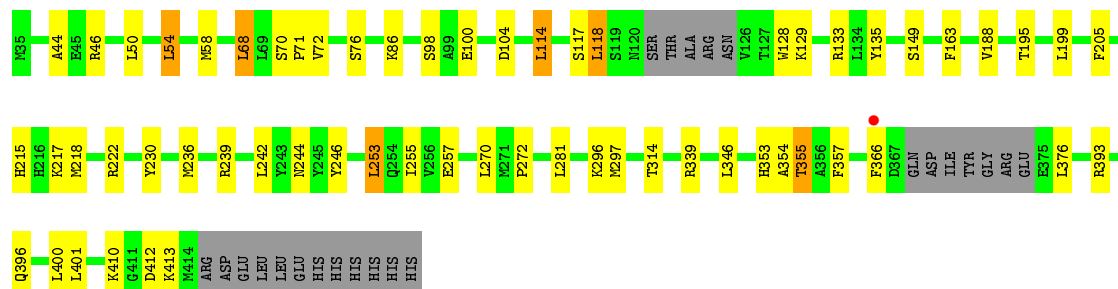 M35 A44 E45 R46 L50 L54 M58 L68 L69 S70 P71 V72 S76 K86 S98 A99 E100 D104 L114 S117 L118 S119 N120 SER THR ALA ARG ASN V126 T127 W128 K129 R133 L134 Y135 S149 F163 V188 T195 L199 F205
H215 H216 K217 M218 R222 Y230 M236 R239 L242 Y243 N244 Y245 Y246 L253 Q254 I255 V256 E257 L270 M271 P272 L281 K296 M297 T314 R339 L346 H353 A354 T355 A356 F357 F366 D367 GLN ASP ILE TYR GLY ARG GLU E375 L376 R393
Q396 L400 L401 K410 G411 D412 K413 M414 ARG ASP GLU LEU LEU GLU HIS HIS HIS HIS HIS HIS